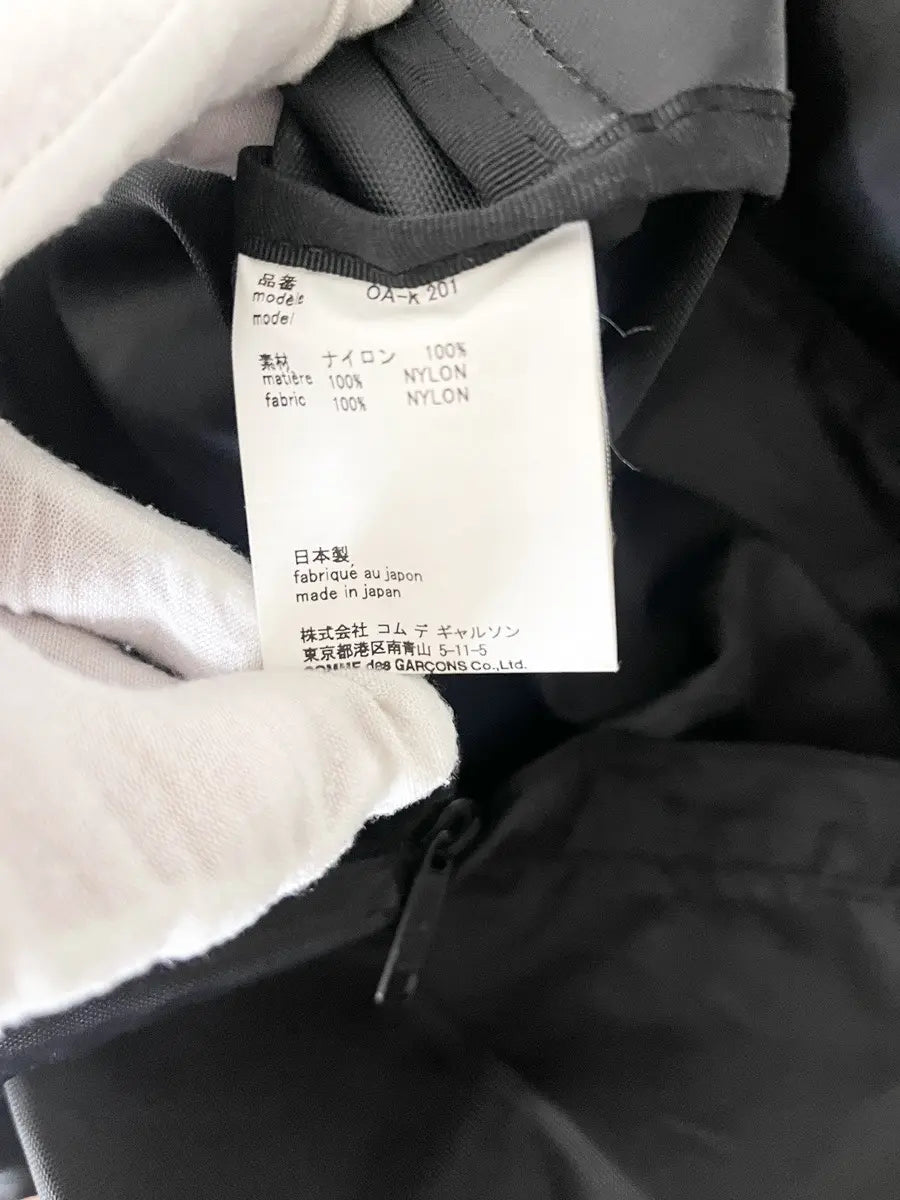 品番 OA-K 201
modèle
model
素材 ナイロン 100%
matière 100% NYLON
fabric 100% NYLON
日本製
fabriqué au japon
made in japan
株式会社 コム デ ギャルソン
東京都港区南青山 5-11-5
COMME des GARCONS Co.,Ltd.